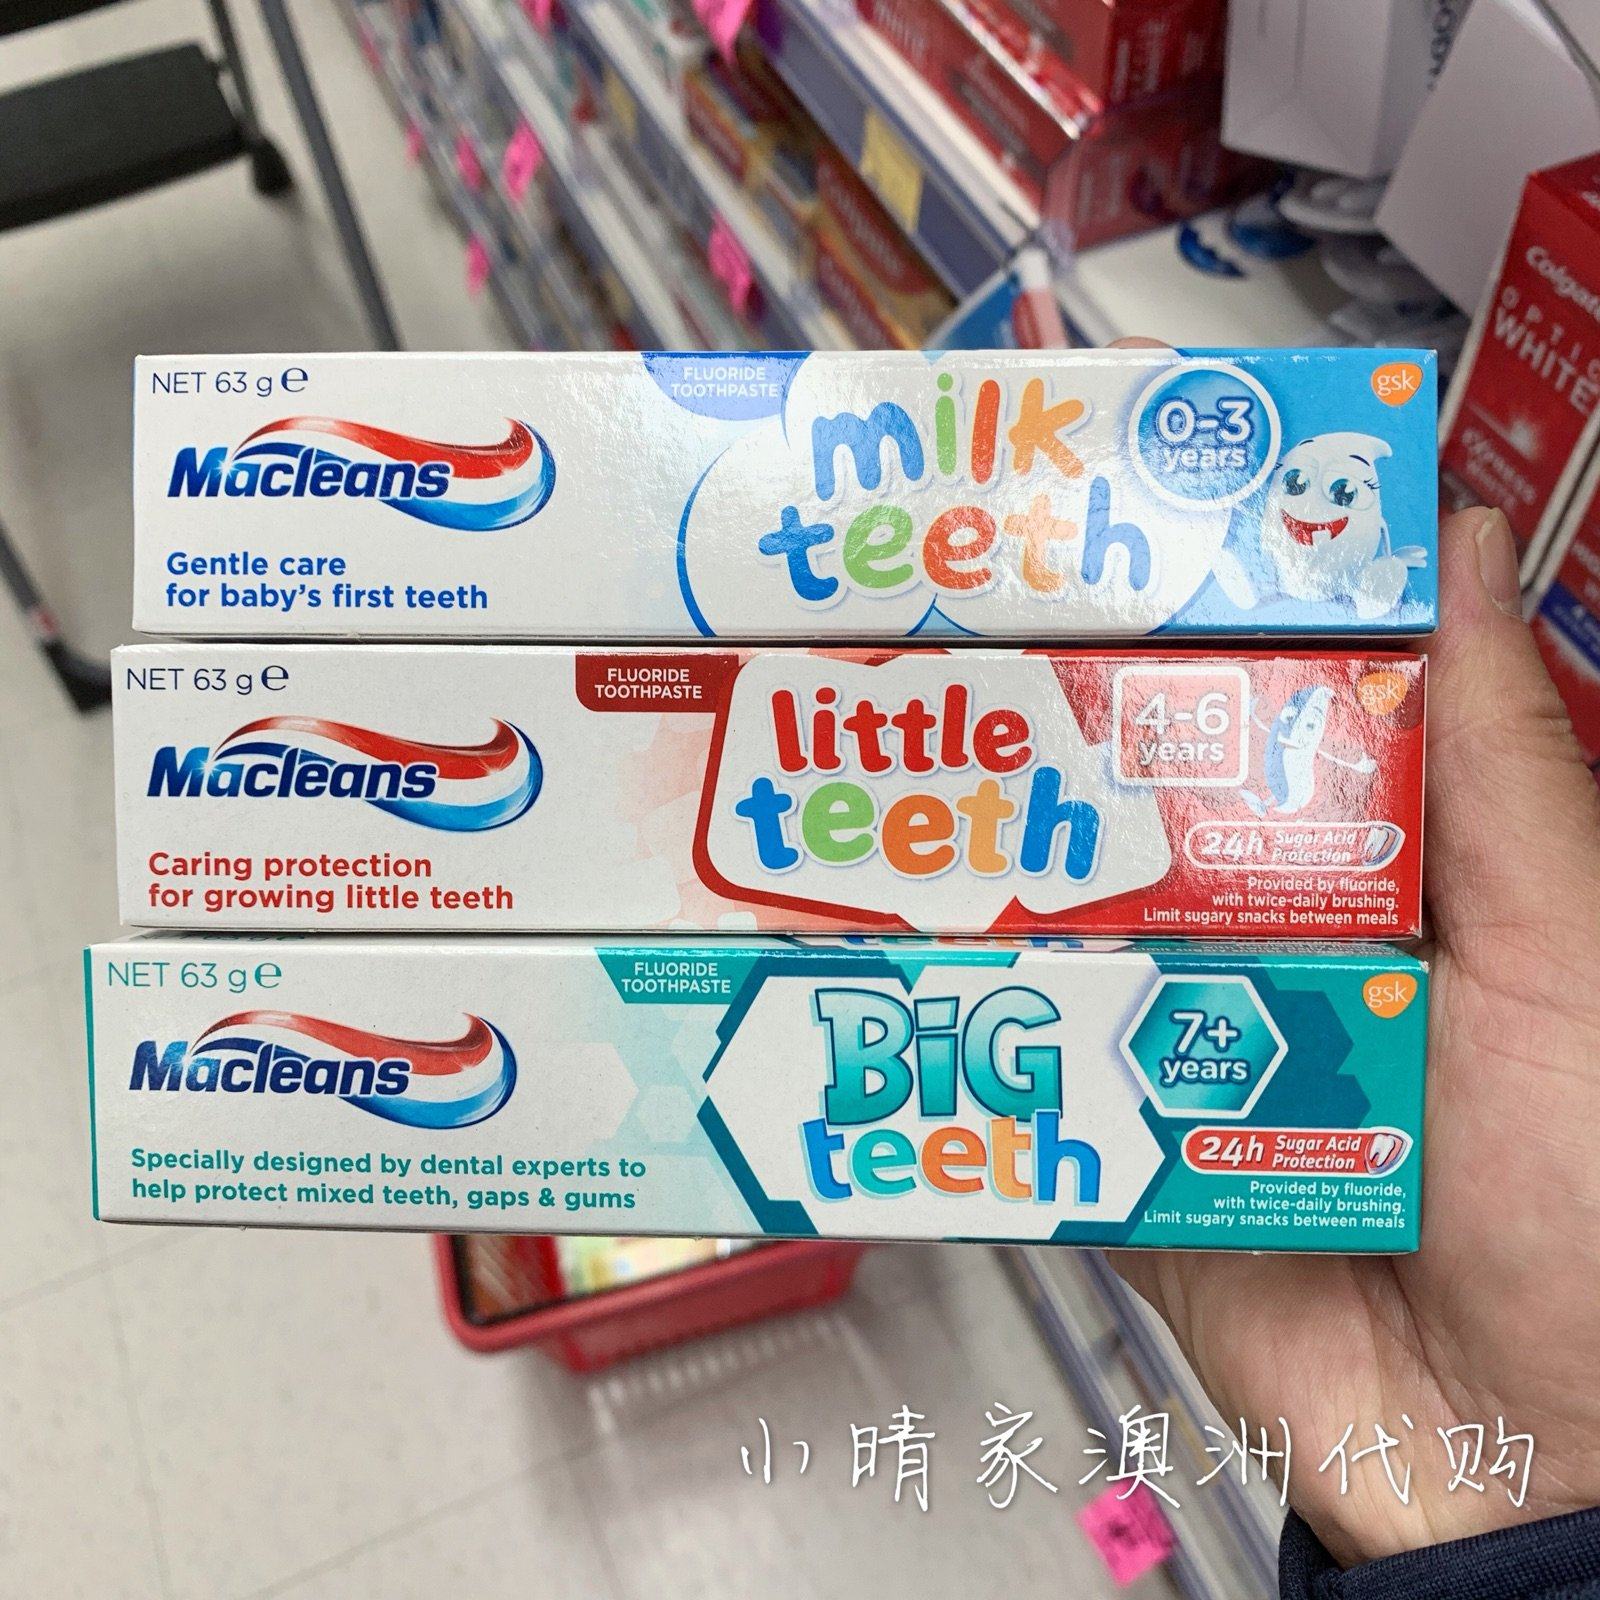 NET 63 g e
FLUORIDE
TOOTHPASTE
Macleans
Gentle care
for baby's first teeth
milk
teeth
0-3
years
gsk
NET 63 g e
FLUORIDE
TOOTHPASTE
Macleans
Caring protection
for growing little teeth
little
teeth
4-6
years
gsk
24h Sugar Acid
Protection
Provided by fluoride,
with twice-daily brushing.
Limit sugary snacks between meals
NET 63 g e
FLUORIDE
TOOTHPASTE
Macleans
Specially designed by dental experts to
help protect mixed teeth, gaps & gums
BiG
teeth
7+
years
gsk
24h Sugar Acid
Protection
Provided by fluoride,
with twice-daily brushing.
Limit sugary snacks between meals
Colgate
OPTIC
WHITE
小晴家澳洲代购